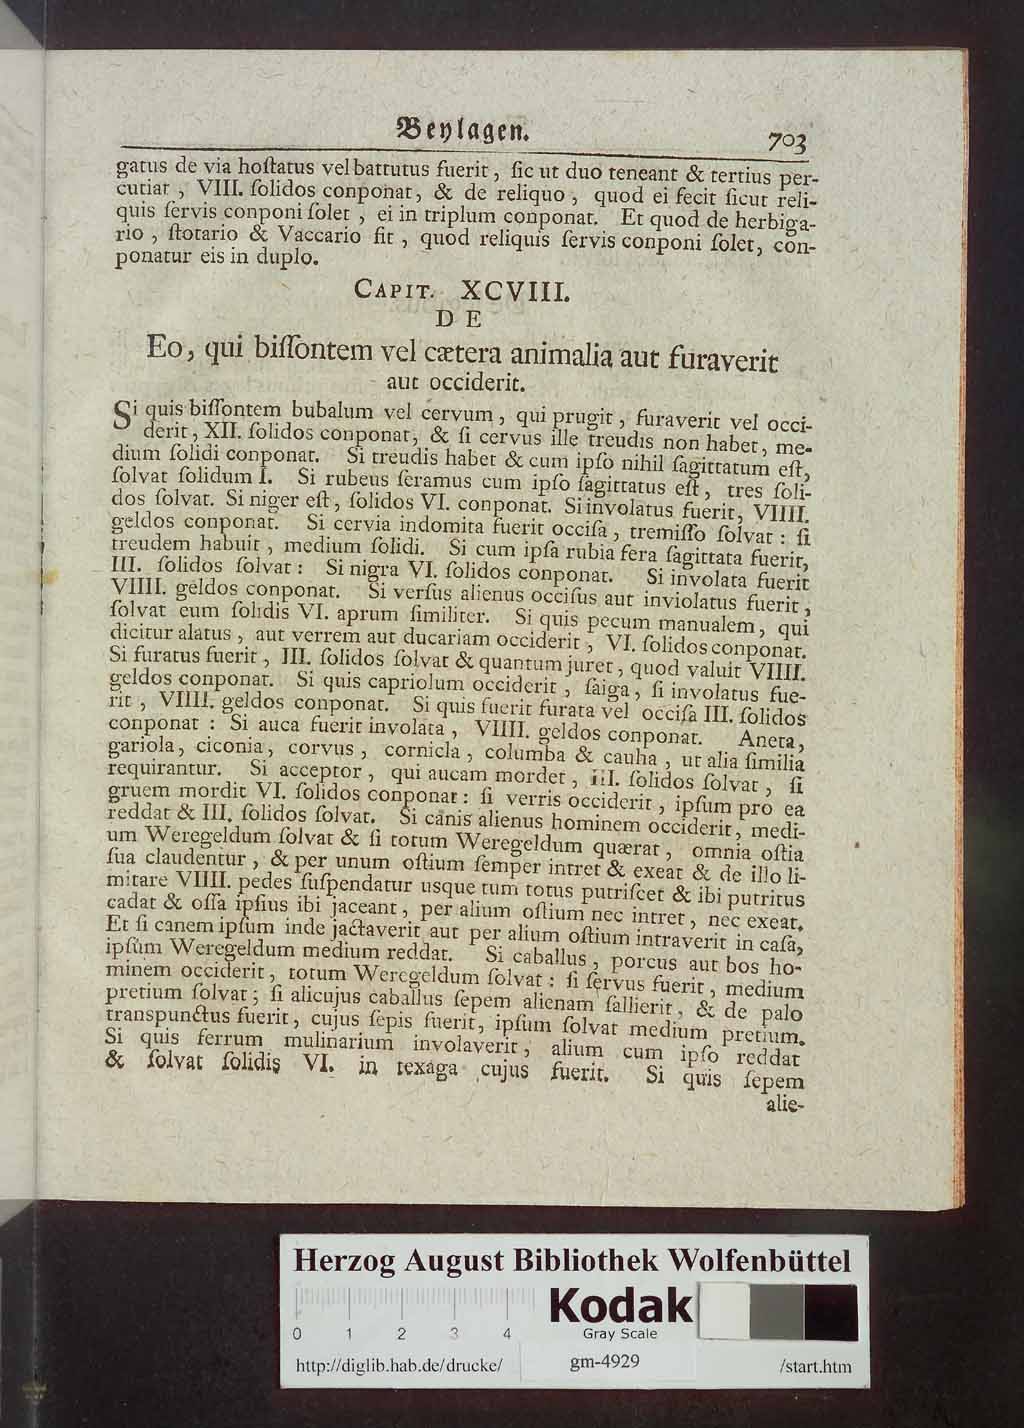 Beylagen. 703
gatus de via hoſtatus vel battutus fuerit, ſic ut duo teneant & tertius per-
cutiat, VIII. ſolidos conponat, & de reliquo, quod ei fecit ſicut reli-
quis ſervis conponi ſolet, ei in triplum conponat. Et quod de herbiga-
rio, ſtotario & Vaccario fit, quod reliquis ſervis conponi ſolet, con-
ponatur eis in duplo.
CAPIT. XCVIII.
DE
Eo, qui biſſontem vel cætera animalia aut furaverit
aut occiderit.
Si quis biſſontem bubalum vel cervum, qui prugit, furaverit vel occi-
derit, XII. ſolidos conponat, & ſi cervus ille treudis non habet, me-
dium ſolidi conponat. Si treudis habet & cum ipſo nihil ſagittatum eſt,
ſolvat ſolidum I. Si rubeus feramus cum ipſo ſagittatus eſt, tres ſoli-
dos ſolvat. Si niger eſt, ſolidos VI. conponat. Si involatus fuerit, VIIII.
geldos conponat. Si cervia indomita fuerit occiſa, tremiſſo ſolvat: ſi
treudem habuit, medium ſolidi. Si cum ipſa rubia fera ſagittata fuerit,
III. ſolidos ſolvat: Si nigra VI. ſolidos conponat. Si involata fuerit
VIIII. geldos conponat. Si verſus alienus occiſus aut inviolatus fuerit,
ſolvat eum ſolidis VI. aprum ſimiliter. Si quis pecum manualem, qui
dicitur alatus, aut verrem aut ducariam occiderit, VI. ſolidos conponat.
Si furatus fuerit, III. ſolidos ſolvat & quantum juret, quod valuit VIIII.
geldos conponat. Si quis capriolum occiderit, ſaiga, ſi involatus fue-
rit, VIIII. geldos conponat. Si quis fuerit furata vel occiſa III. ſolidos
conponat: Si auca fuerit involata, VIIII. geldos conponat. Aneta,
gariola, ciconia, corvus, cornicla, columba & cauha, ut alia ſimilia
requirantur. Si acceptor, qui aucam mordet, III. ſolidos ſolvat, ſi
gruem mordit VI. ſolidos conponat: ſi verris occiderit, ipſum pro ea
reddat & III. ſolidos ſolvat. Si canis alienus hominem occiderit, medi-
um Weregeldum ſolvat & ſi totum Weregeldum quærat, omnia oſtia
ſua claudentur, & per unum oſtium ſemper intret & exeat & de illo li-
mitare VIIII. pedes ſuſpendatur usque tum totus putriſcet & ibi putritus
cadat & oſſa ipſius ibi jaceant, per alium oſtium nec intret, nec exeat.
Et ſi canem ipſum inde jactaverit aut per alium oſtium intraverit in caſa,
ipſum Weregeldum medium reddat. Si caballus, porcus aut bos ho-
minem occiderit, totum Weregeldum ſolvat: ſi ſervus fuerit, medium
pretium ſolvat; ſi alicujus caballus ſepem alienam ſallierit, & de palo
transpunctus fuerit, cujus ſepis fuerit, ipſum ſolvat medium pretium.
Si quis ferrum mulinarium involaverit, alium cum ipſo reddat
& ſolvat ſolidis VI. in texaga cujus fuerit. Si quis ſepem
alie-
Herzog August Bibliothek Wolfenbüttel
Kodak
Gray Scale
0 1 2 3 4
http://diglib.hab.de/drucke/ gm-4929 /start.htm